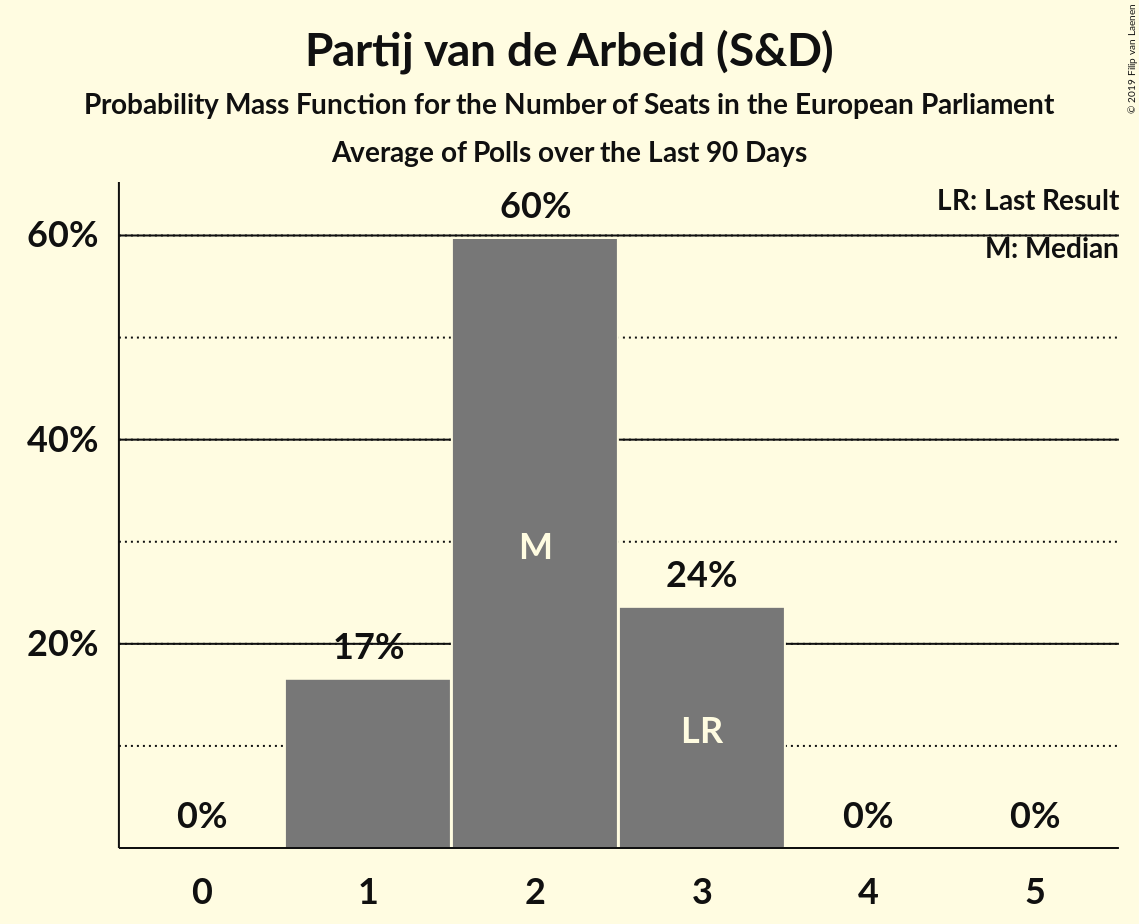 Partij van de Arbeid (S&D)
Probability Mass Function for the Number of Seats in the European Parliament
Average of Polls over the Last 90 Days
© 2019 Filip van Laenen
LR: Last Result
M: Median
60%
40%
20%
0%
17%
60%
M
24%
LR
0%
0%
0 1 2 3 4 5